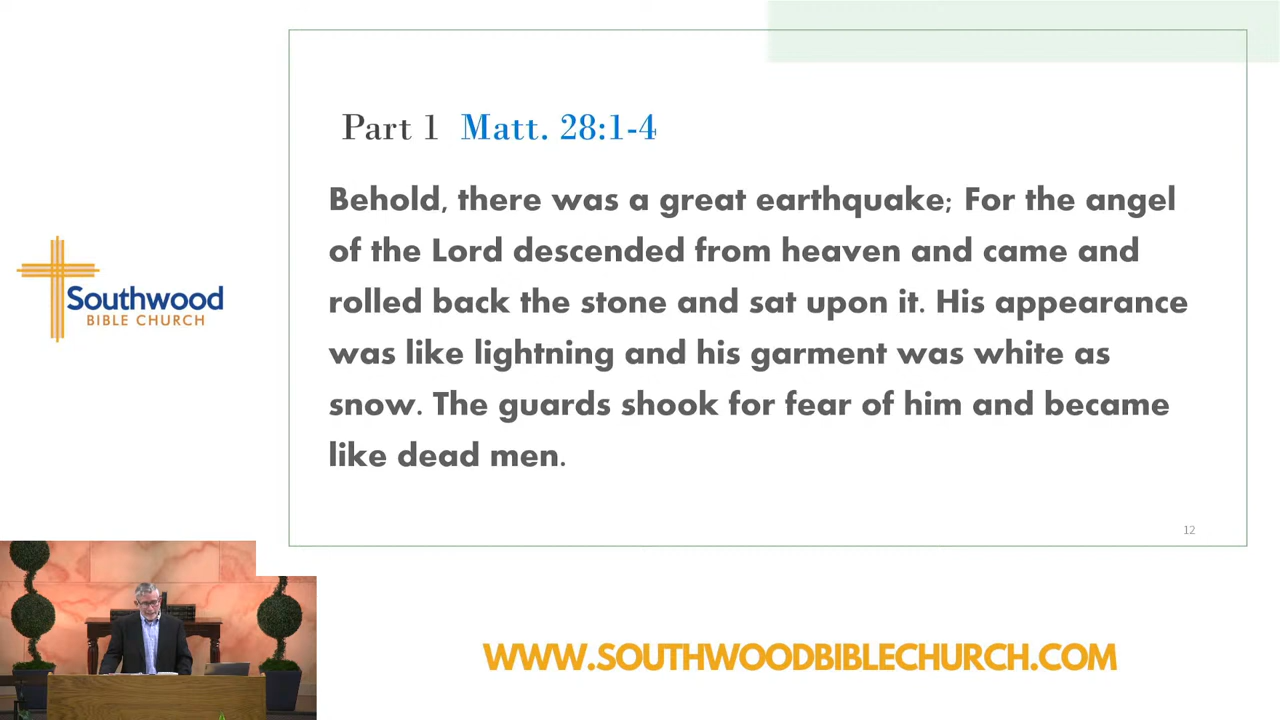 Part 1 Matt. 28:1-4
Behold, there was a great earthquake; For the angel
of the Lord descended from heaven and came and
rolled back the stone and sat upon it. His appearance
was like lightning and his garment was white as
snow. The guards shook for fear of him and became
like dead men.
12
Southwood
BIBLE CHURCH
WWW.SOUTHWOODBIBLECHURCH.COM